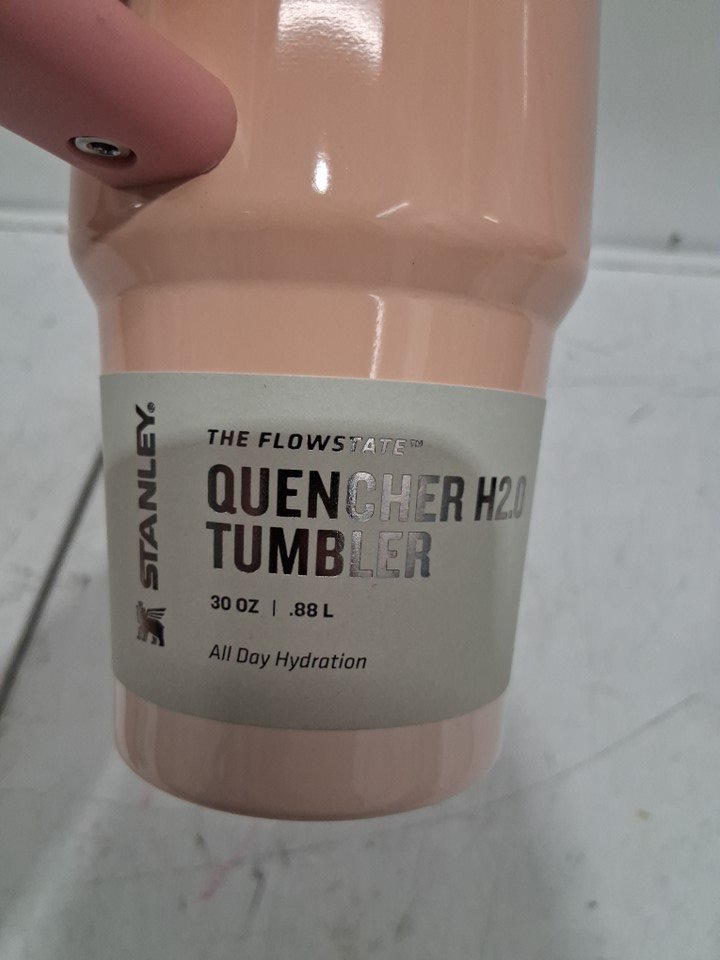 STANLEY®
THE FLOWSTATE™
QUENCHER H2.0
TUMBLER
30 OZ | .88 L
All Day Hydration